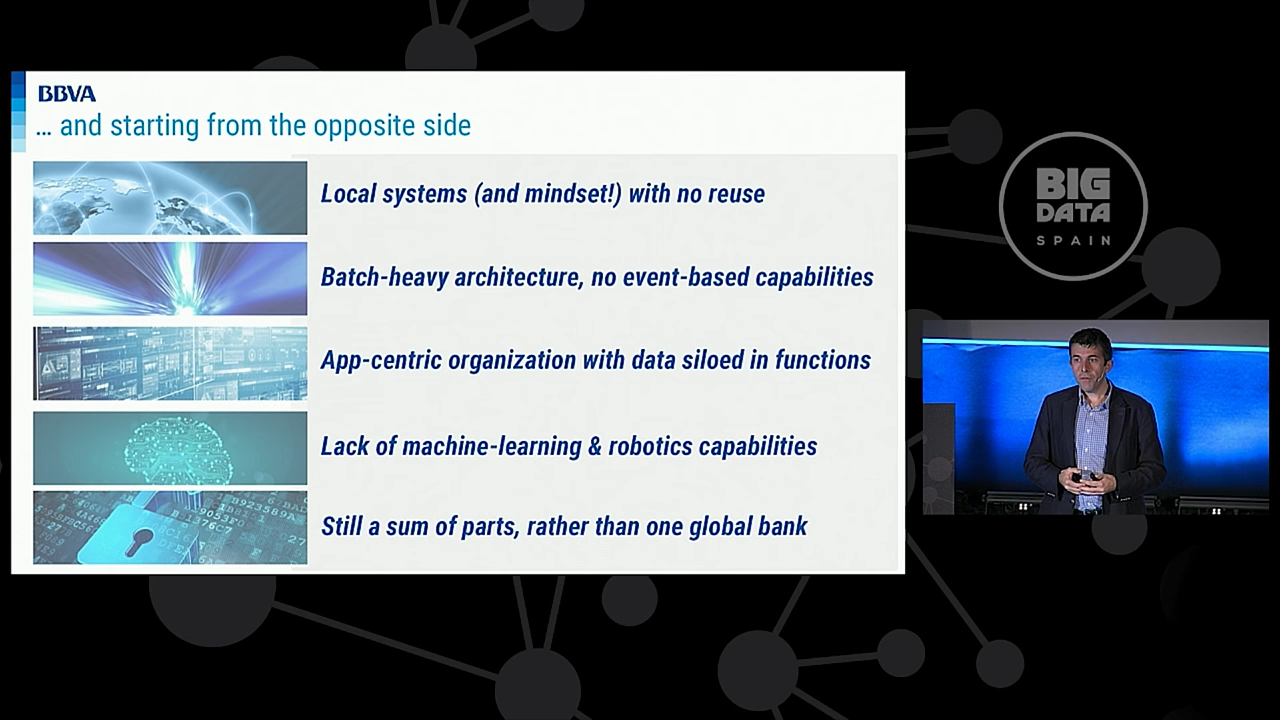 BBVA
… and starting from the opposite side
Local systems (and mindset!) with no reuse
Batch-heavy architecture, no event-based capabilities
App-centric organization with data siloed in functions
Lack of machine-learning & robotics capabilities
Still a sum of parts, rather than one global bank
BIG
DATA
SPAIN